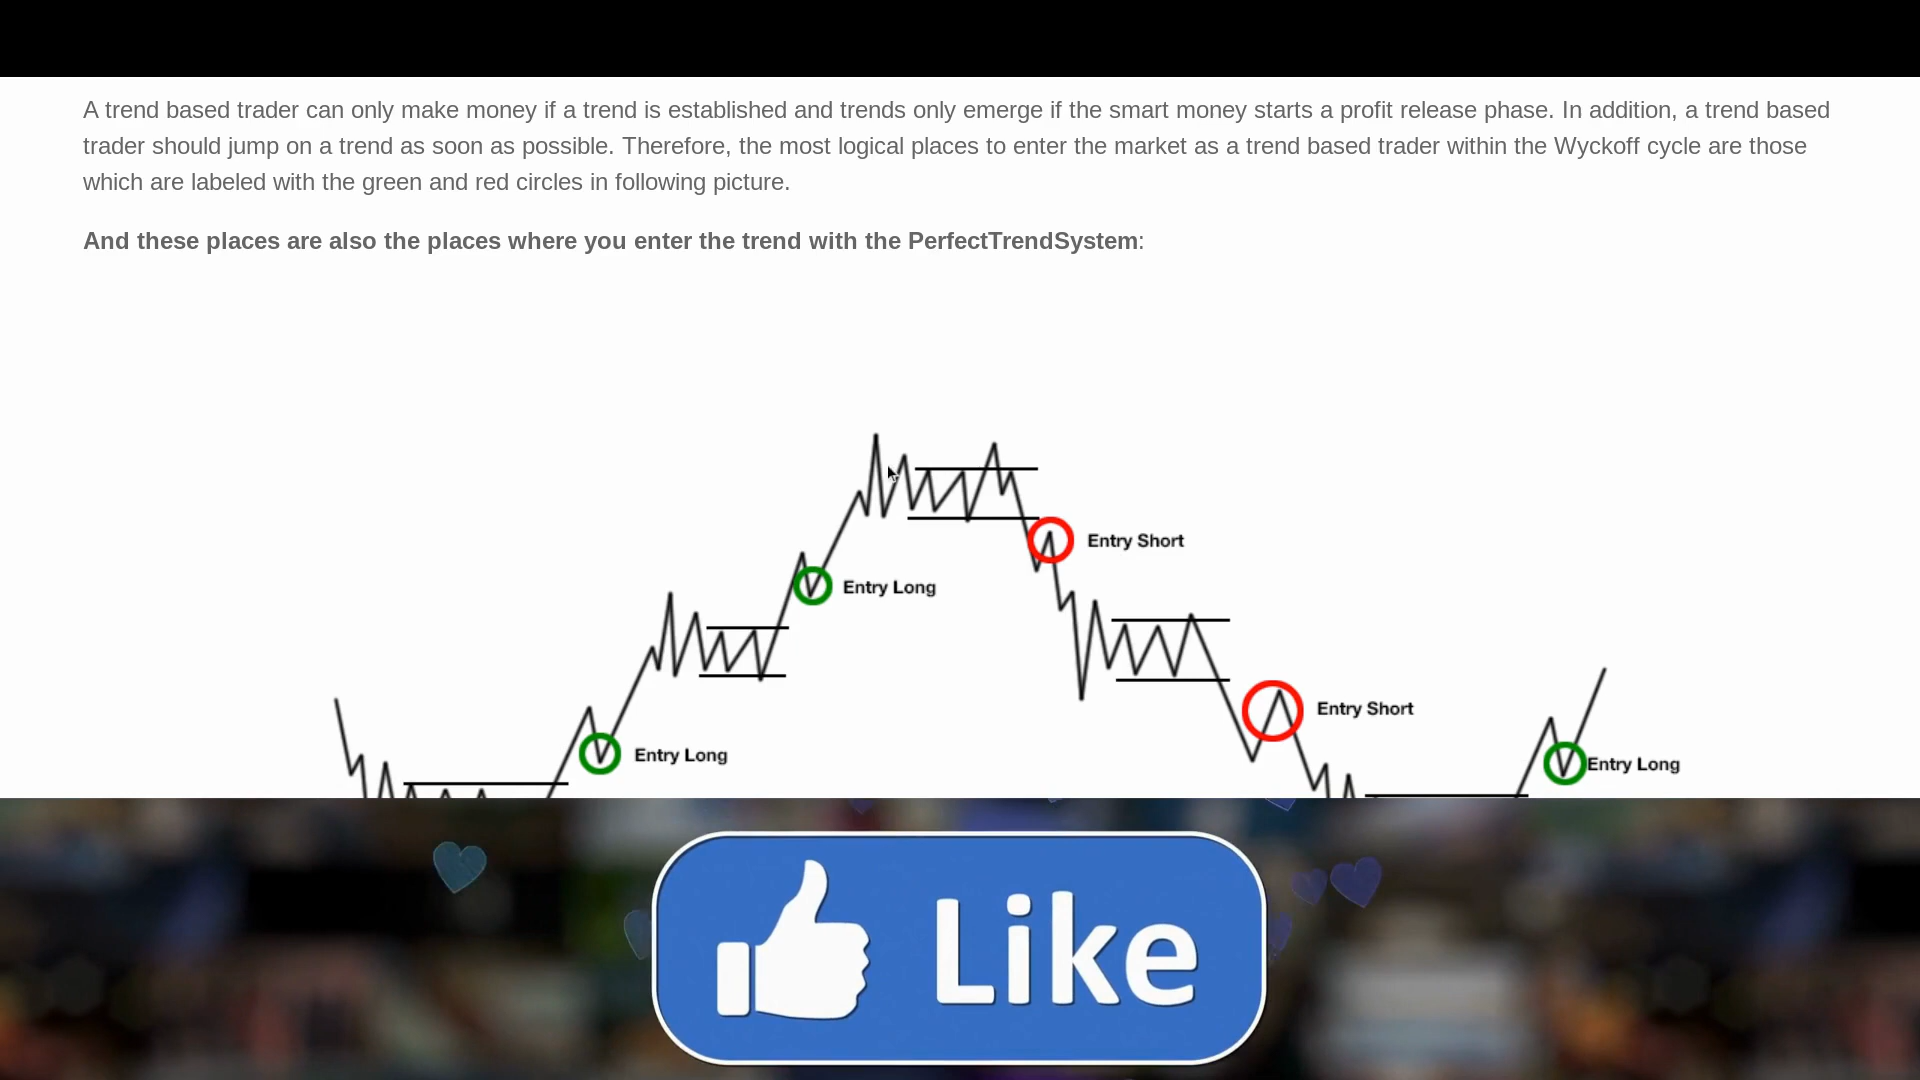 A trend based trader can only make money if a trend is established and trends only emerge if the smart money starts a profit release phase. In addition, a trend based
trader should jump on a trend as soon as possible. Therefore, the most logical places to enter the market as a trend based trader within the Wyckoff cycle are those
which are labeled with the green and red circles in following picture.
And these places are also the places where you enter the trend with the PerfectTrendSystem:
Entry Short
Entry Long
Entry Short
Entry Long
Entry Long
Like